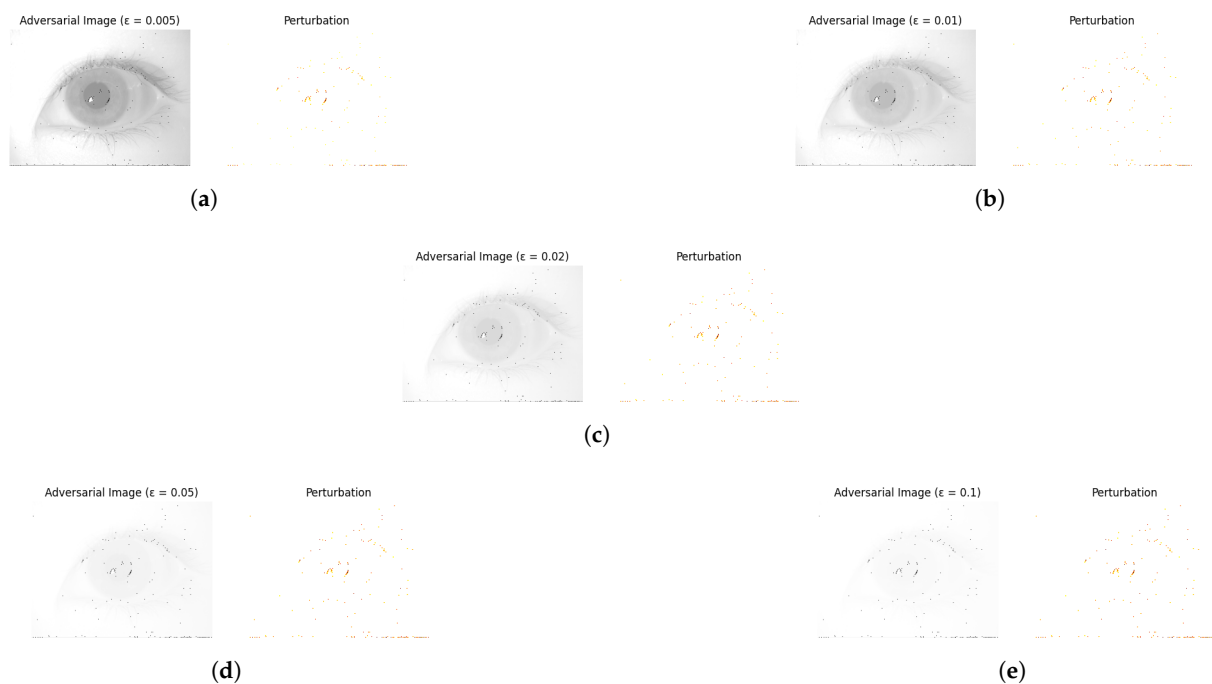 Adversarial Image (ε = 0.005)
Perturbation
Adversarial Image (ε = 0.01)
Perturbation
(a)
(b)
Adversarial Image (ε = 0.02)
Perturbation
(c)
Adversarial Image (ε = 0.05)
Perturbation
Adversarial Image (ε = 0.1)
Perturbation
(d)
(e)